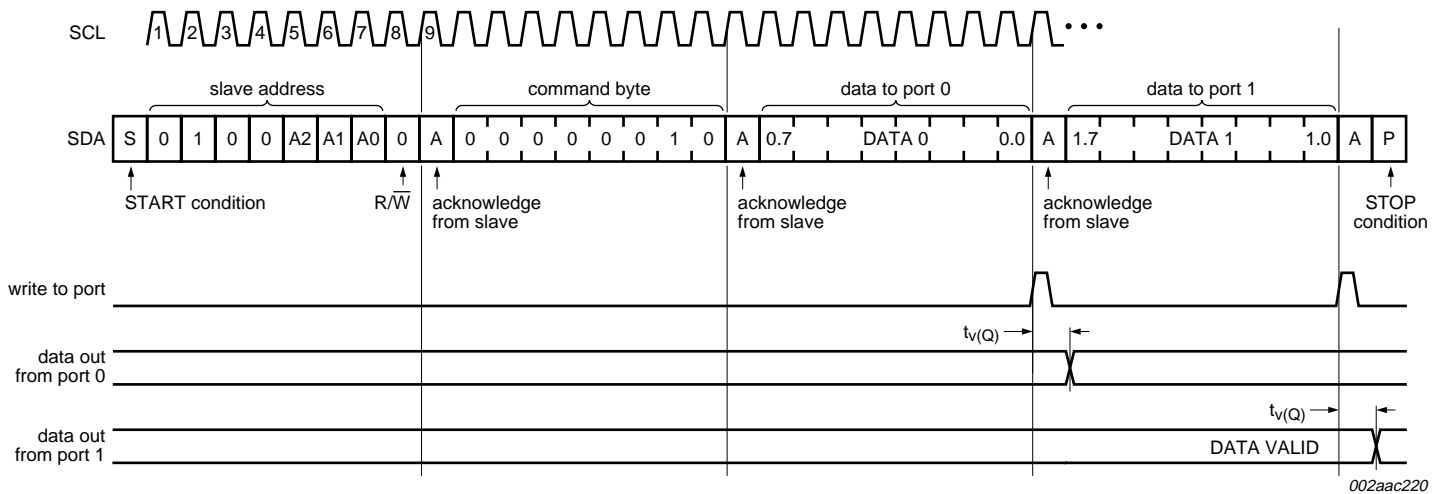 SCL 1 2 3 4 5 6 7 8 9
slave address command byte data to port 0 data to port 1
SDA S 0 1 0 0 A2 A1 A0 0 A 0 0 0 0 0 0 1 0 A 0.7 DATA 0 0.0 A 1.7 DATA 1 1.0 A P
START condition R/W̅ acknowledge from slave acknowledge from slave acknowledge from slave STOP condition
write to port
tv(Q)
data out from port 0
tv(Q)
data out from port 1 DATA VALID
002aac220